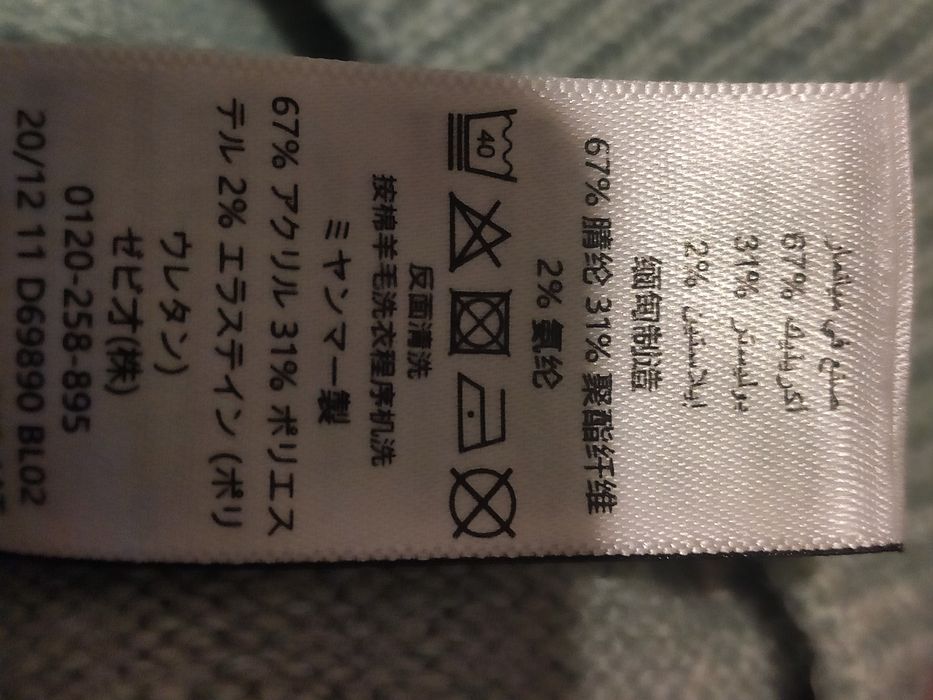 صنع في ميانمار
67% أكريليك
31% بوليستر
2% إيلاستين
缅甸制造
67% 腈纶 31% 聚酯纤维
2% 氨纶
40
反面清洗
按棉羊毛洗衣程序机洗
ミャンマー製
67% アクリル 31% ポリエス
テル 2% エラスティン (ポリ
ウレタン)
ゼビオ(株)
0120-258-895
20/12 11 D69890 BL02